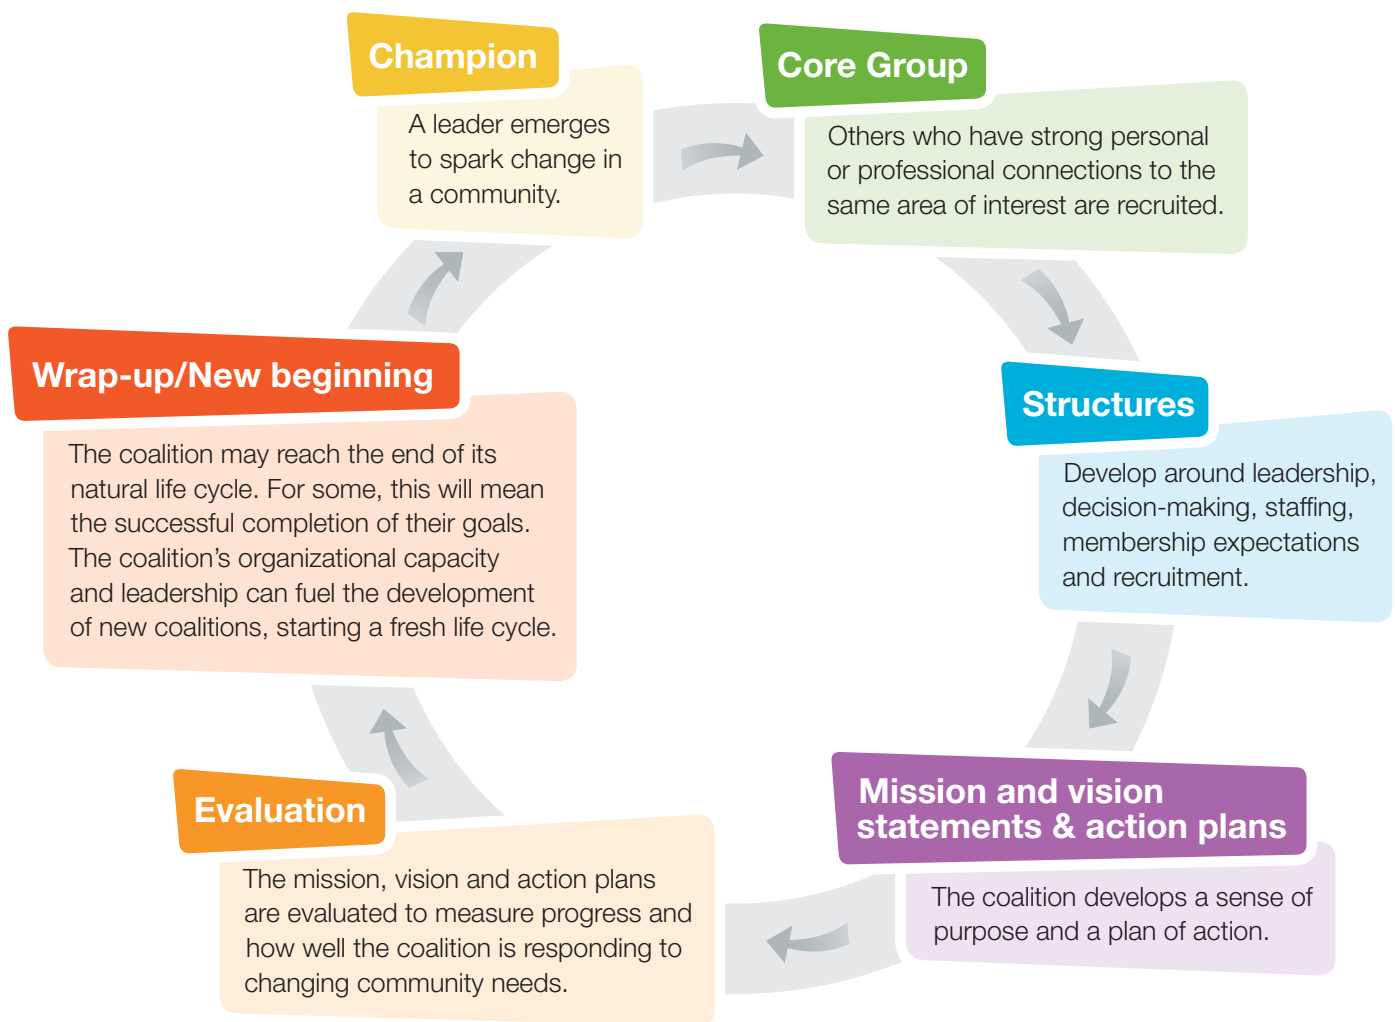 Champion
A leader emerges
to spark change in
a community.
Core Group
Others who have strong personal
or professional connections to the
same area of interest are recruited.
Structures
Develop around leadership,
decision-making, staffing,
membership expectations
and recruitment.
Mission and vision
statements & action plans
The coalition develops a sense of
purpose and a plan of action.
Evaluation
The mission, vision and action plans
are evaluated to measure progress and
how well the coalition is responding to
changing community needs.
Wrap-up/New beginning
The coalition may reach the end of its
natural life cycle. For some, this will mean
the successful completion of their goals.
The coalition’s organizational capacity
and leadership can fuel the development
of new coalitions, starting a fresh life cycle.